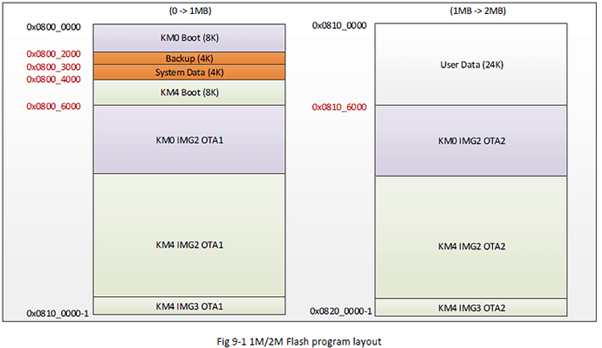 (0 -> 1MB)
0x0800_0000
KM0 Boot (8K)
0x0800_2000
Backup (4K)
0x0800_3000
System Data (4K)
0x0800_4000
KM4 Boot (8K)
0x0800_6000
KM0 IMG2 OTA1
KM4 IMG2 OTA1
KM4 IMG3 OTA1
0x0810_0000-1
(1MB -> 2MB)
0x0810_0000
User Data (24K)
0x0810_6000
KM0 IMG2 OTA2
KM4 IMG2 OTA2
KM4 IMG3 OTA2
0x0820_0000-1
Fig 9-1 1M/2M Flash program layout